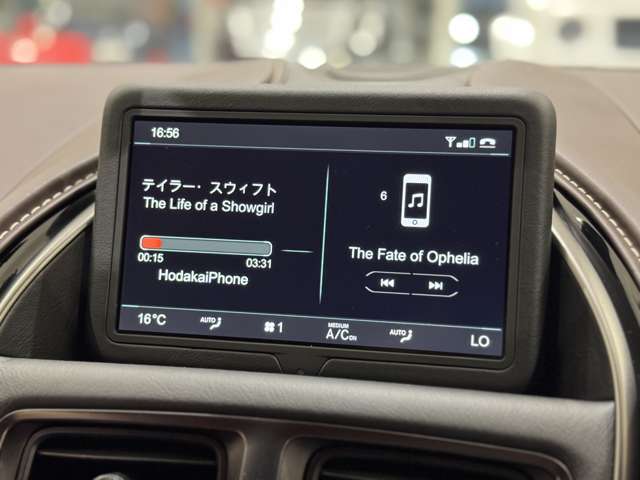 16:56
テイラー・スウィフト
The Life of a Showgirl
00:15 03:31
HodakaiPhone
6
The Fate of Ophelia
16°C
AUTO
1
MEDIUM
A/C ON
AUTO
LO